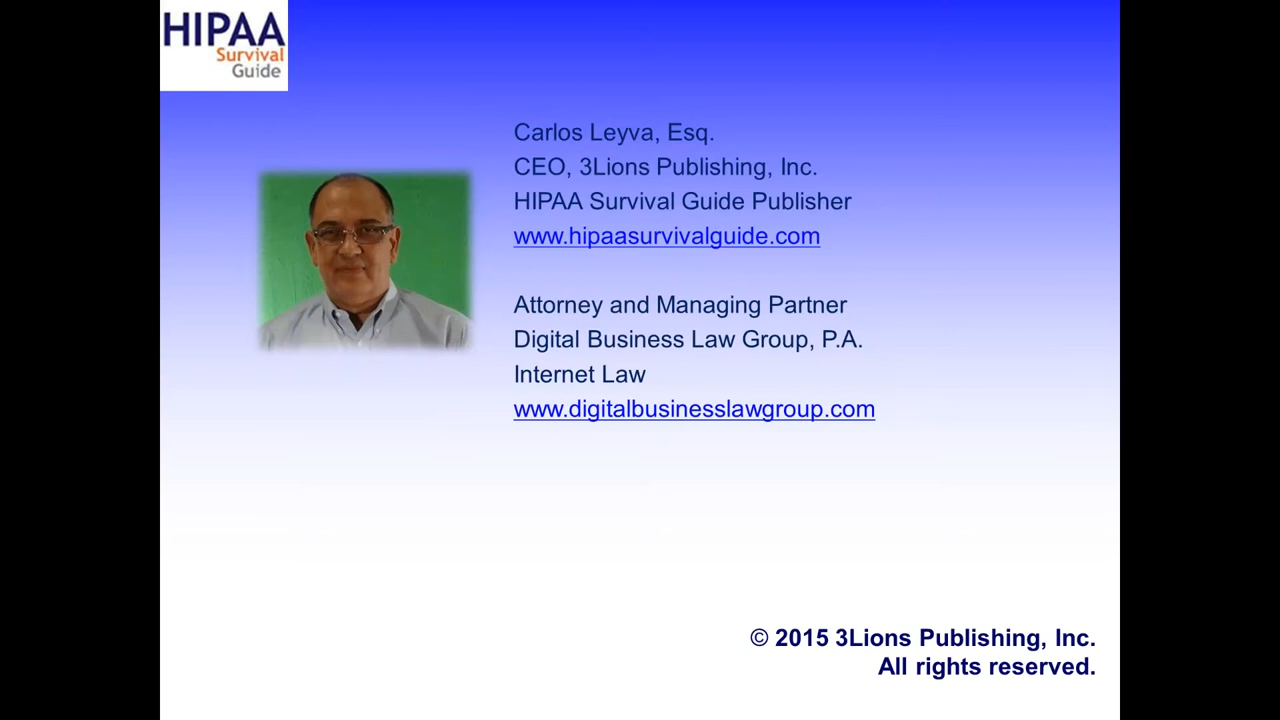 HIPAA
Survival
Guide
Carlos Leyva, Esq.
CEO, 3Lions Publishing, Inc.
HIPAA Survival Guide Publisher
www.hipaasurvivalguide.com
Attorney and Managing Partner
Digital Business Law Group, P.A.
Internet Law
www.digitalbusinesslawgroup.com
© 2015 3Lions Publishing, Inc.
All rights reserved.